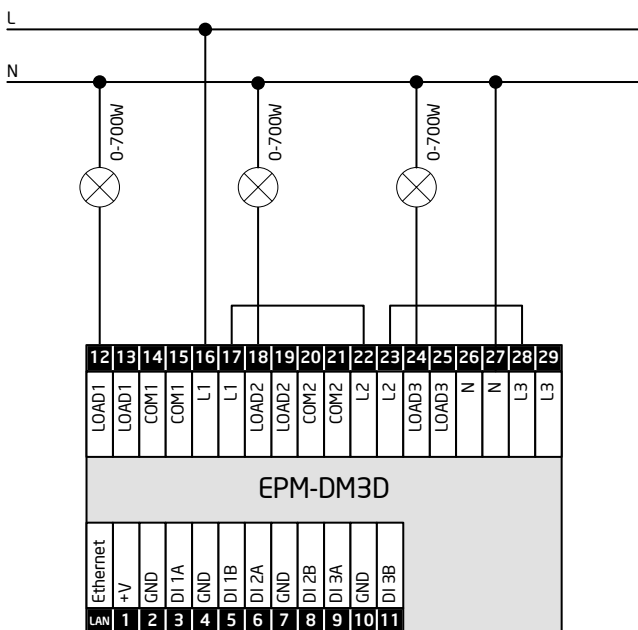 L
N
0-700W 0-700W 0-700W
12 13 14 15 16 17 18 19 20 21 22 23 24 25 26 27 28 29
LOAD1 LOAD1 COM1 COM1 L1 L1 LOAD2 LOAD2 COM2 COM2 L2 L2 LOAD3 LOAD3 N N L3 L3
EPM-DM3D
Ethernet +V GND DI 1A GND DI 1B DI 2A GND DI 2B DI 3A GND DI 3B
LAN 1 2 3 4 5 6 7 8 9 10 11